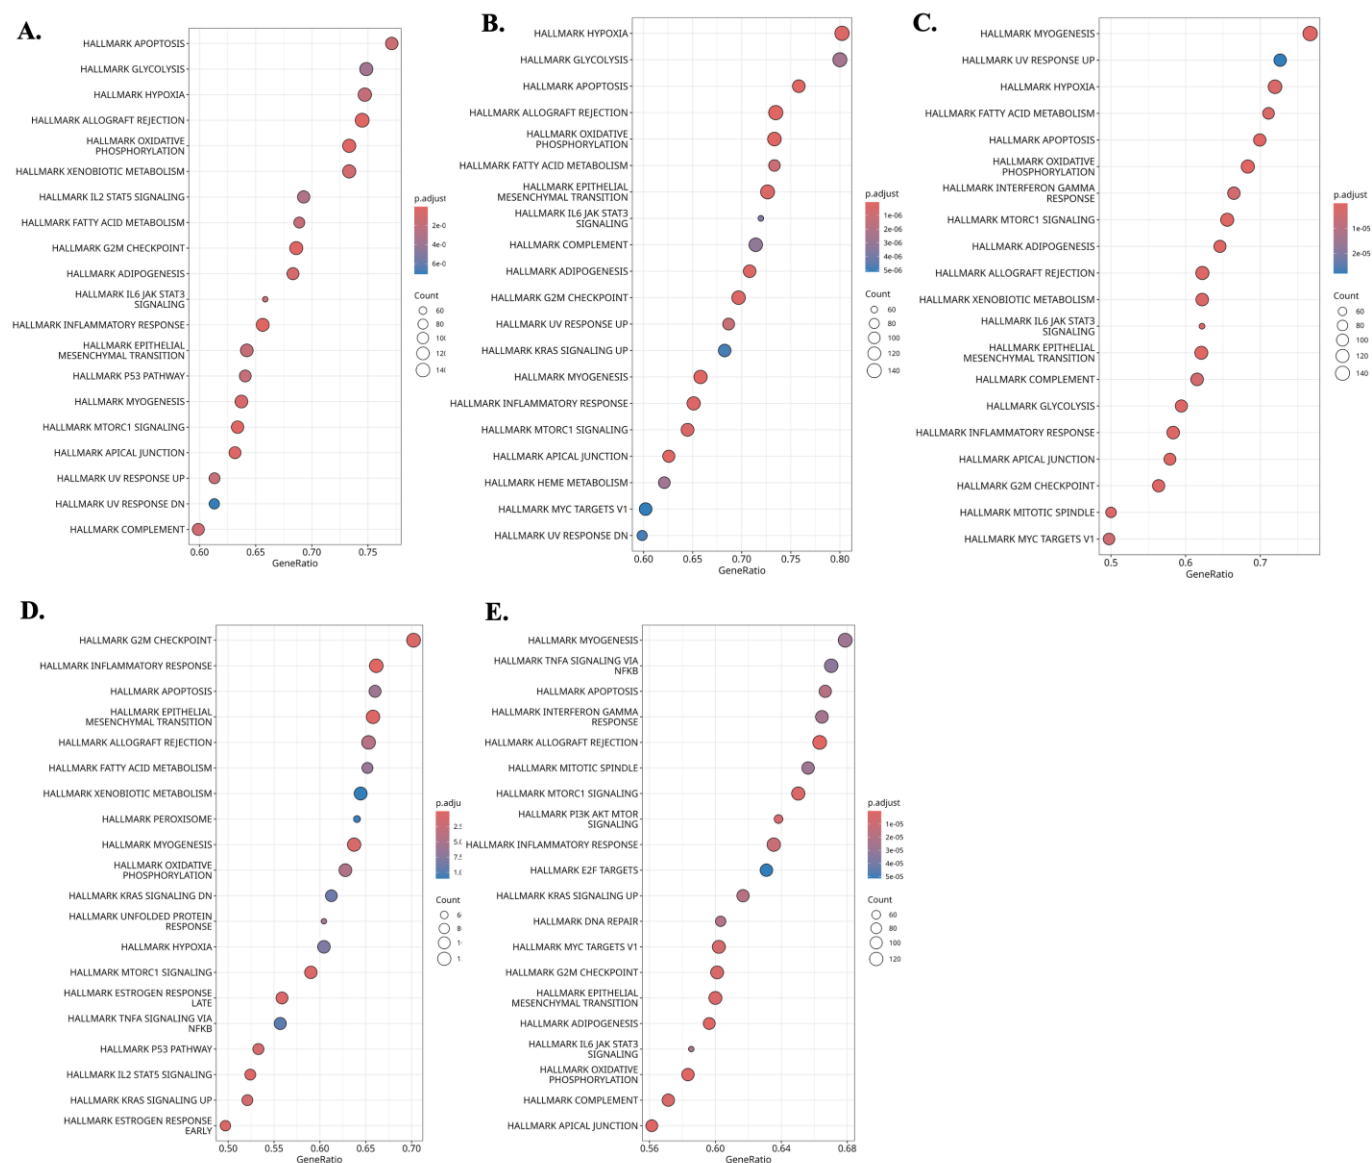 A.
HALLMARK APOPTOSIS
HALLMARK GLYCOLYSIS
HALLMARK HYPOXIA
HALLMARK ALLOGRAFT REJECTION
HALLMARK OXIDATIVE
PHOSPHORYLATION
HALLMARK XENOBIOTIC METABOLISM
HALLMARK IL2 STAT5 SIGNALING
HALLMARK FATTY ACID METABOLISM
HALLMARK G2M CHECKPOINT
HALLMARK ADIPOGENESIS
HALLMARK IL6 JAK STAT3
SIGNALING
HALLMARK INFLAMMATORY RESPONSE
HALLMARK EPITHELIAL
MESENCHYMAL TRANSITION
HALLMARK P53 PATHWAY
HALLMARK MYOGENESIS
HALLMARK MTORC1 SIGNALING
HALLMARK APICAL JUNCTION
HALLMARK UV RESPONSE UP
HALLMARK UV RESPONSE DN
HALLMARK COMPLEMENT
0.60 0.65 0.70 0.75
GeneRatio
p.adjust
2e-0
4e-0
6e-0
Count
60
80
100
120
140
B.
HALLMARK HYPOXIA
HALLMARK GLYCOLYSIS
HALLMARK APOPTOSIS
HALLMARK ALLOGRAFT REJECTION
HALLMARK OXIDATIVE
PHOSPHORYLATION
HALLMARK FATTY ACID METABOLISM
HALLMARK EPITHELIAL
MESENCHYMAL TRANSITION
HALLMARK IL6 JAK STAT3
SIGNALING
HALLMARK COMPLEMENT
HALLMARK ADIPOGENESIS
HALLMARK G2M CHECKPOINT
HALLMARK UV RESPONSE UP
HALLMARK KRAS SIGNALING UP
HALLMARK MYOGENESIS
HALLMARK INFLAMMATORY RESPONSE
HALLMARK MTORC1 SIGNALING
HALLMARK APICAL JUNCTION
HALLMARK HEME METABOLISM
HALLMARK MYC TARGETS V1
HALLMARK UV RESPONSE DN
0.60 0.65 0.70 0.75 0.80
GeneRatio
p.adjust
1e-06
2e-06
3e-06
4e-06
5e-06
Count
60
80
100
120
140
C.
HALLMARK MYOGENESIS
HALLMARK UV RESPONSE UP
HALLMARK HYPOXIA
HALLMARK FATTY ACID METABOLISM
HALLMARK APOPTOSIS
HALLMARK OXIDATIVE
PHOSPHORYLATION
HALLMARK INTERFERON GAMMA
RESPONSE
HALLMARK MTORC1 SIGNALING
HALLMARK ADIPOGENESIS
HALLMARK ALLOGRAFT REJECTION
HALLMARK XENOBIOTIC METABOLISM
HALLMARK IL6 JAK STAT3
SIGNALING
HALLMARK EPITHELIAL
MESENCHYMAL TRANSITION
HALLMARK COMPLEMENT
HALLMARK GLYCOLYSIS
HALLMARK INFLAMMATORY RESPONSE
HALLMARK APICAL JUNCTION
HALLMARK G2M CHECKPOINT
HALLMARK MITOTIC SPINDLE
HALLMARK MYC TARGETS V1
0.5 0.6 0.7
GeneRatio
p.adjust
1e-05
2e-05
Count
60
80
100
120
140
D.
HALLMARK G2M CHECKPOINT
HALLMARK INFLAMMATORY RESPONSE
HALLMARK APOPTOSIS
HALLMARK EPITHELIAL
MESENCHYMAL TRANSITION
HALLMARK ALLOGRAFT REJECTION
HALLMARK FATTY ACID METABOLISM
HALLMARK XENOBIOTIC METABOLISM
HALLMARK PEROXISOME
HALLMARK MYOGENESIS
HALLMARK OXIDATIVE
PHOSPHORYLATION
HALLMARK KRAS SIGNALING DN
HALLMARK UNFOLDED PROTEIN
RESPONSE
HALLMARK HYPOXIA
HALLMARK MTORC1 SIGNALING
HALLMARK ESTROGEN RESPONSE
LATE
HALLMARK TNFA SIGNALING VIA
NFKB
HALLMARK P53 PATHWAY
HALLMARK IL2 STAT5 SIGNALING
HALLMARK KRAS SIGNALING UP
HALLMARK ESTROGEN RESPONSE
EARLY
0.50 0.55 0.60 0.65 0.70
GeneRatio
p.adju
2.5
5.0
7.5
1.0
Count
E.
HALLMARK MYOGENESIS
HALLMARK TNFA SIGNALING VIA
NFKB
HALLMARK APOPTOSIS
HALLMARK INTERFERON GAMMA
RESPONSE
HALLMARK ALLOGRAFT REJECTION
HALLMARK MITOTIC SPINDLE
HALLMARK MTORC1 SIGNALING
HALLMARK PI3K AKT MTOR
SIGNALING
HALLMARK INFLAMMATORY RESPONSE
HALLMARK E2F TARGETS
HALLMARK KRAS SIGNALING UP
HALLMARK DNA REPAIR
HALLMARK MYC TARGETS V1
HALLMARK G2M CHECKPOINT
HALLMARK EPITHELIAL
MESENCHYMAL TRANSITION
HALLMARK ADIPOGENESIS
HALLMARK IL6 JAK STAT3
SIGNALING
HALLMARK OXIDATIVE
PHOSPHORYLATION
HALLMARK COMPLEMENT
HALLMARK APICAL JUNCTION
0.56 0.60 0.64 0.68
GeneRatio
p.adjust
1e-05
2e-05
3e-05
4e-05
5e-05
Count
60
80
100
120